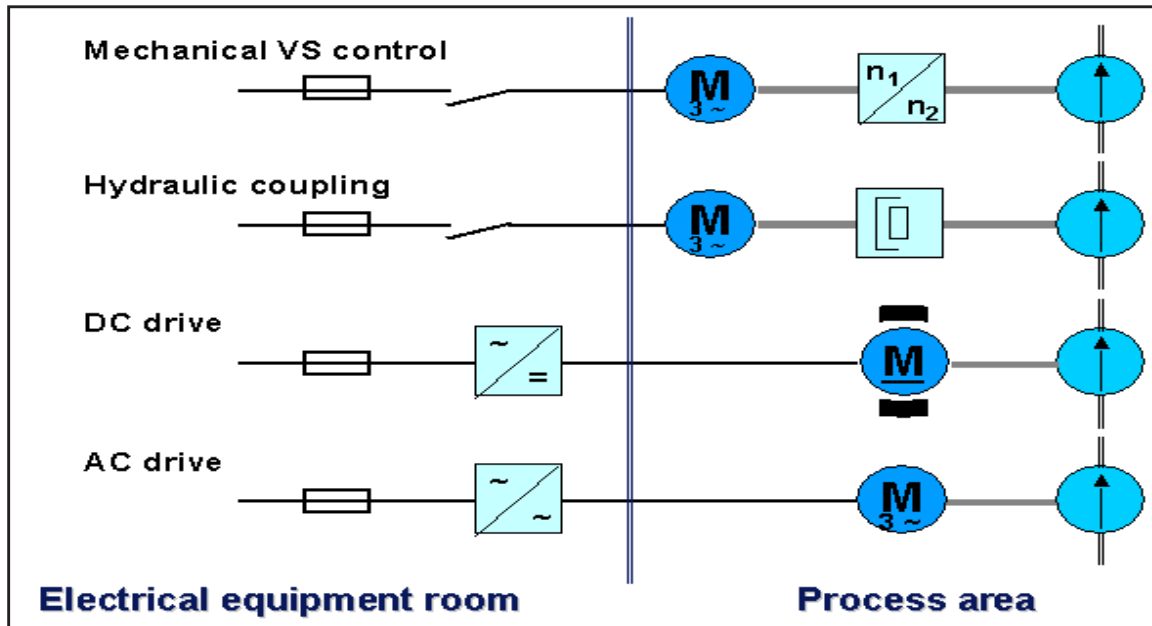 Mechanical VS control
M
3 ~
n1
n2
Hydraulic coupling
M
3 ~
DC drive
~
=
M
AC drive
~
~
M
3 ~
Electrical equipment room
Process area